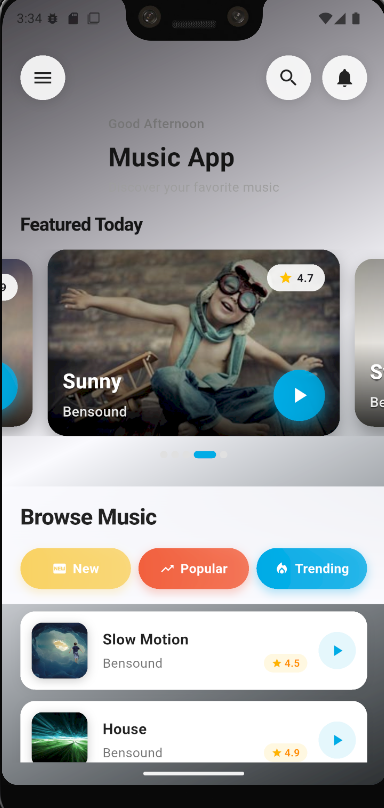 3:34
Good Afternoon
Music App
your favorite music
Featured Today
9
4.7
Sunny
Bensound
S
Be
Browse Music
New
Popular
Trending
Slow Motion
Bensound
4.5
House
Bensound
4.9